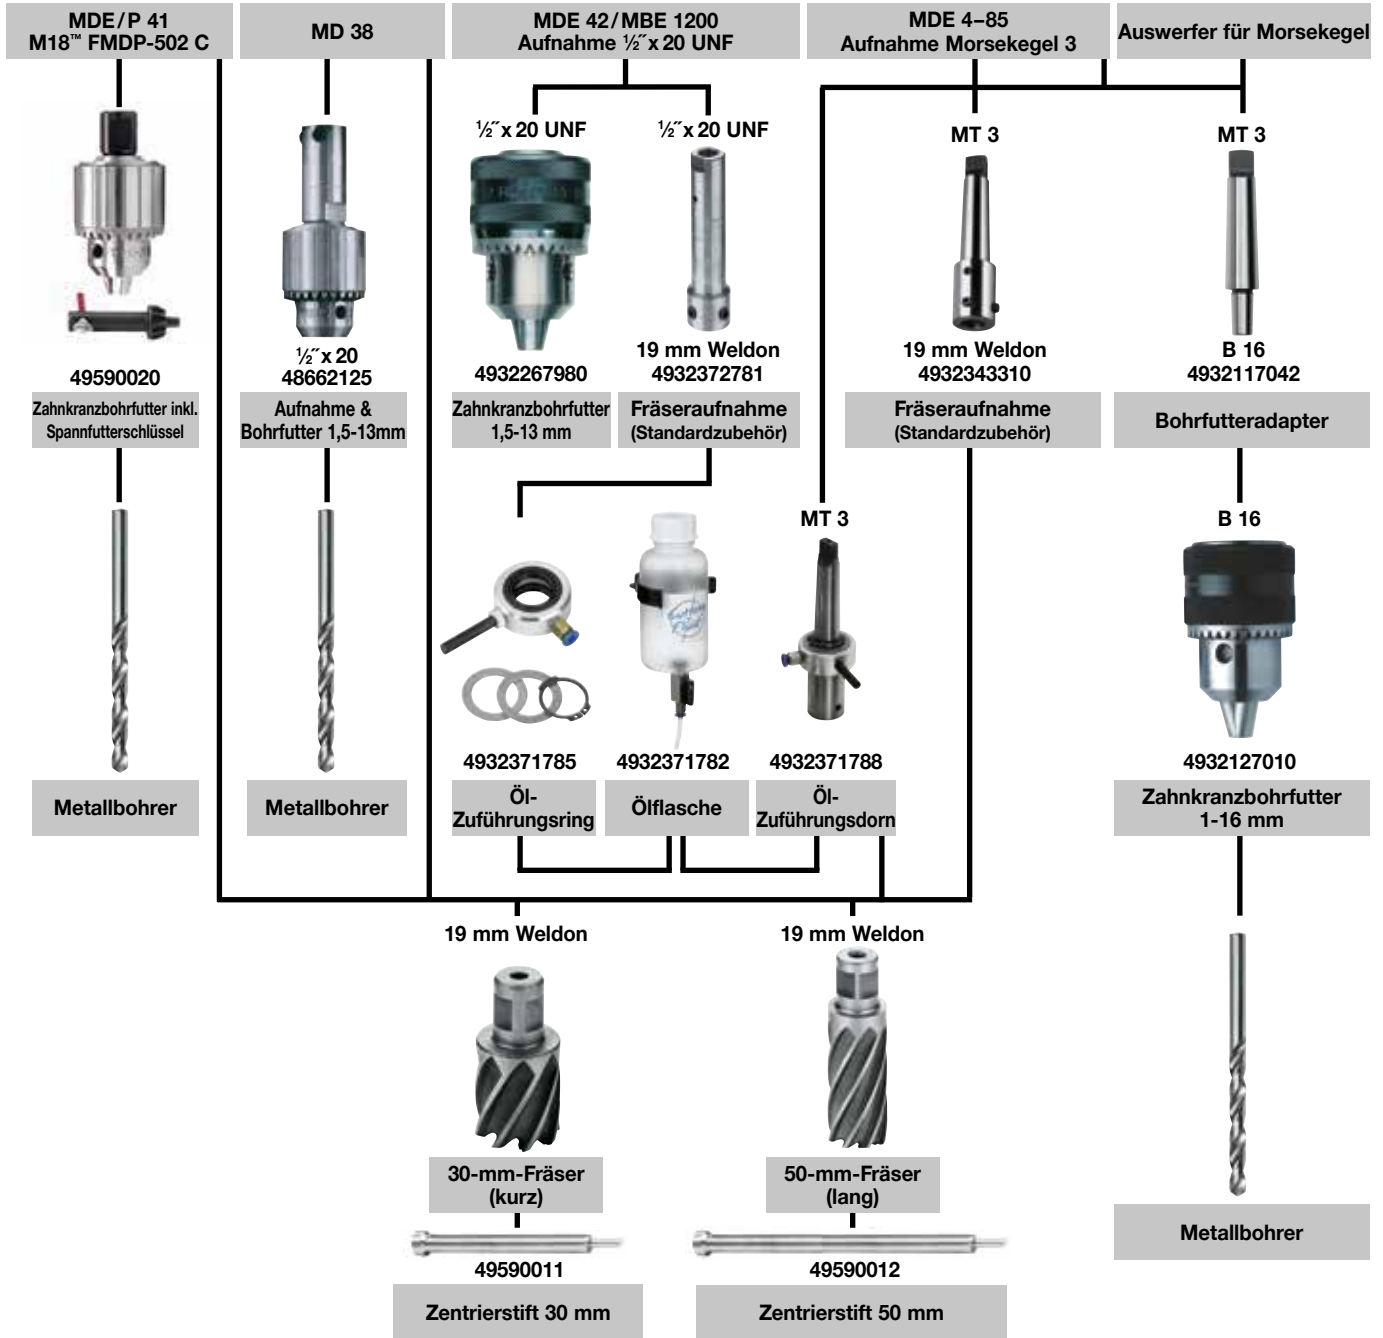 MDE/P 41
M18™ FMDP-502 C
MD 38
MDE 42/MBE 1200
Aufnahme ½˝x 20 UNF
MDE 4–85
Aufnahme Morsekegel 3
Auswerfer für Morsekegel
½˝x 20 UNF
½˝x 20 UNF
MT 3
MT 3
49590020
½˝x 20
48662125
4932267980
19 mm Weldon
4932372781
19 mm Weldon
4932343310
B 16
4932117042
Zahnkranzbohrfutter inkl.
Spannfutterschlüssel
Aufnahme &
Bohrfutter 1,5-13mm
Zahnkranzbohrfutter
1,5-13 mm
Fräseraufnahme
(Standardzubehör)
Fräseraufnahme
(Standardzubehör)
Bohrfutteradapter
MT 3
B 16
4932371785
4932371782
4932371788
4932127010
Metallbohrer
Metallbohrer
Öl-
Zuführungsring
Ölflasche
Öl-
Zuführungsdorn
Zahnkranzbohrfutter
1-16 mm
19 mm Weldon
19 mm Weldon
30-mm-Fräser
(kurz)
50-mm-Fräser
(lang)
Metallbohrer
49590011
49590012
Zentrierstift 30 mm
Zentrierstift 50 mm